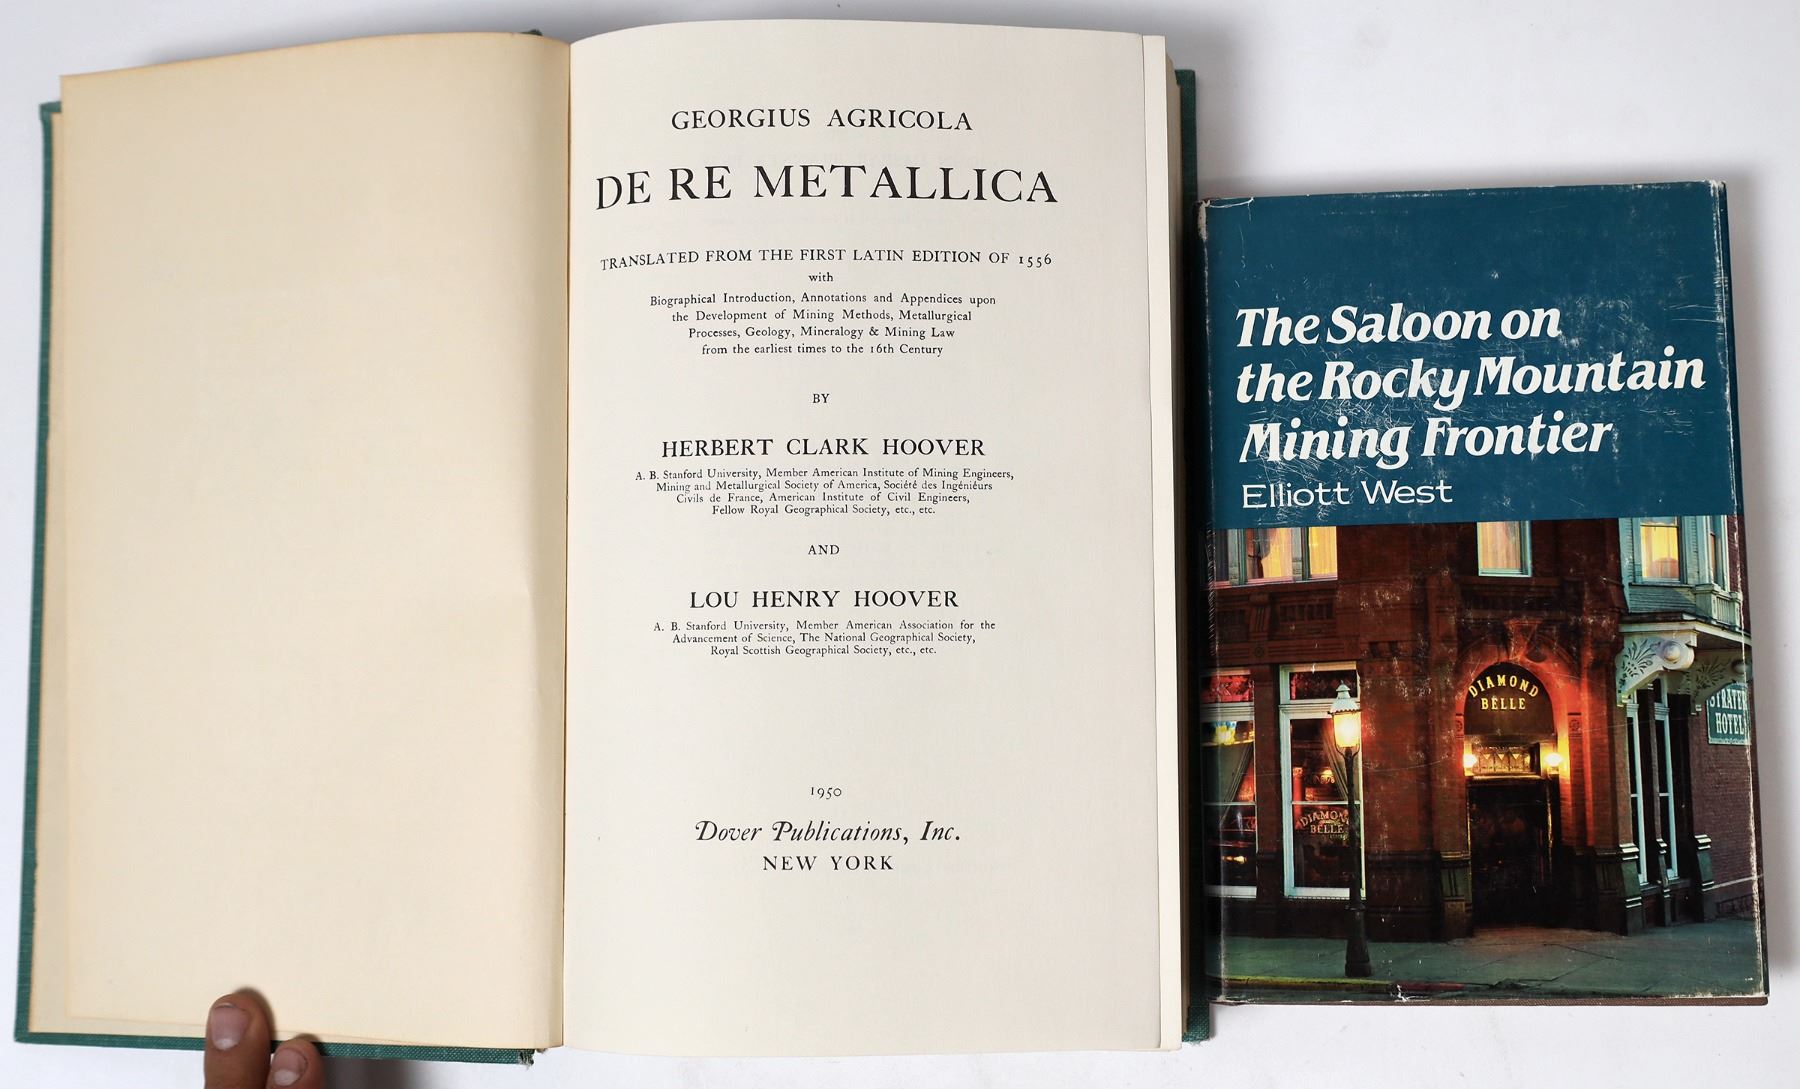 GEORGIUS AGRICOLA
DE RE METALLICA
TRANSLATED FROM THE FIRST LATIN EDITION OF 1556
with
Biographical Introduction, Annotations and Appendices upon
the Development of Mining Methods, Metallurgical
Processes, Geology, Mineralogy & Mining Law
from the earliest times to the 16th Century
BY
HERBERT CLARK HOOVER
A. B. Stanford University, Member American Institute of Mining Engineers,
Mining and Metallurgical Society of America, Société des Ingéniéurs
Civils de France, American Institute of Civil Engineers,
Fellow Royal Geographical Society, etc., etc.
AND
LOU HENRY HOOVER
A. B. Stanford University, Member American Association for the
Advancement of Science, The National Geographical Society,
Royal Scottish Geographical Society, etc., etc.
1950
Dover Publications, Inc.
NEW YORK
The Saloon on
the Rocky Mountain
Mining Frontier
Elliott West
DIAMOND
BELLE
STRATER
HOTEL
DIAMOND
BELLE